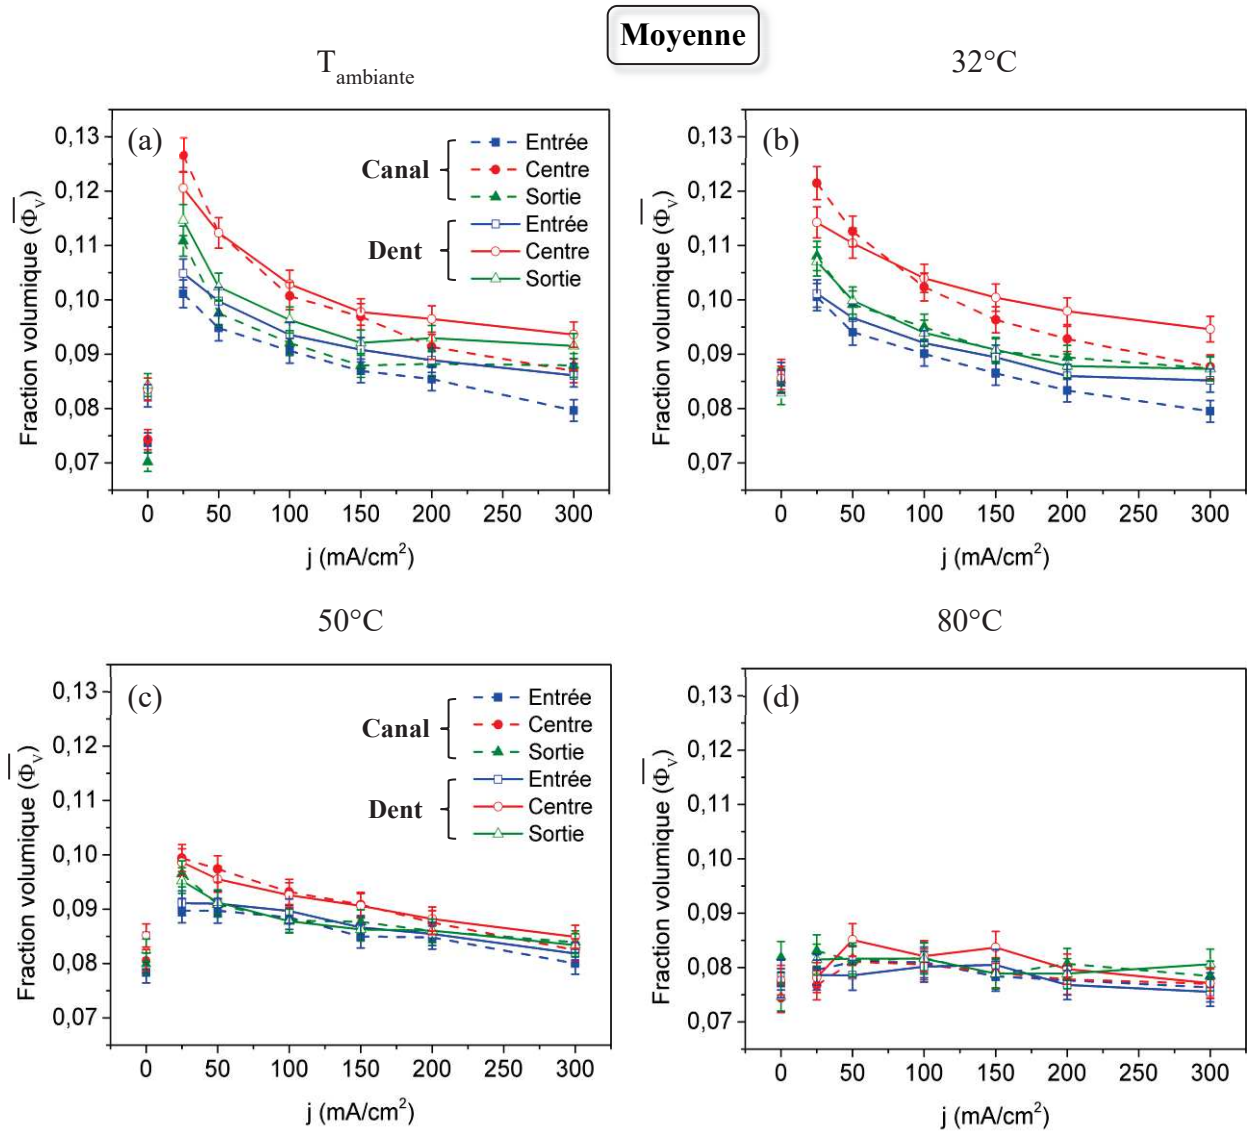 Moyenne
T ambiante
32°C
(a)
Canal
Entrée
Centre
Sortie
Dent
Entrée
Centre
Sortie
0,13
0,12
0,11
0,10
0,09
0,08
0,07
Fraction volumique (Φ̅V)
0 50 100 150 200 250 300
j (mA/cm²)
(b)
0,13
0,12
0,11
0,10
0,09
0,08
0,07
Fraction volumique (Φ̅V)
0 50 100 150 200 250 300
j (mA/cm²)
50°C
80°C
(c)
Canal
Entrée
Centre
Sortie
Dent
Entrée
Centre
Sortie
0,13
0,12
0,11
0,10
0,09
0,08
0,07
Fraction volumique (Φ̅V)
0 50 100 150 200 250 300
j (mA/cm²)
(d)
0,13
0,12
0,11
0,10
0,09
0,08
0,07
Fraction volumique (Φ̅V)
0 50 100 150 200 250 300
j (mA/cm²)